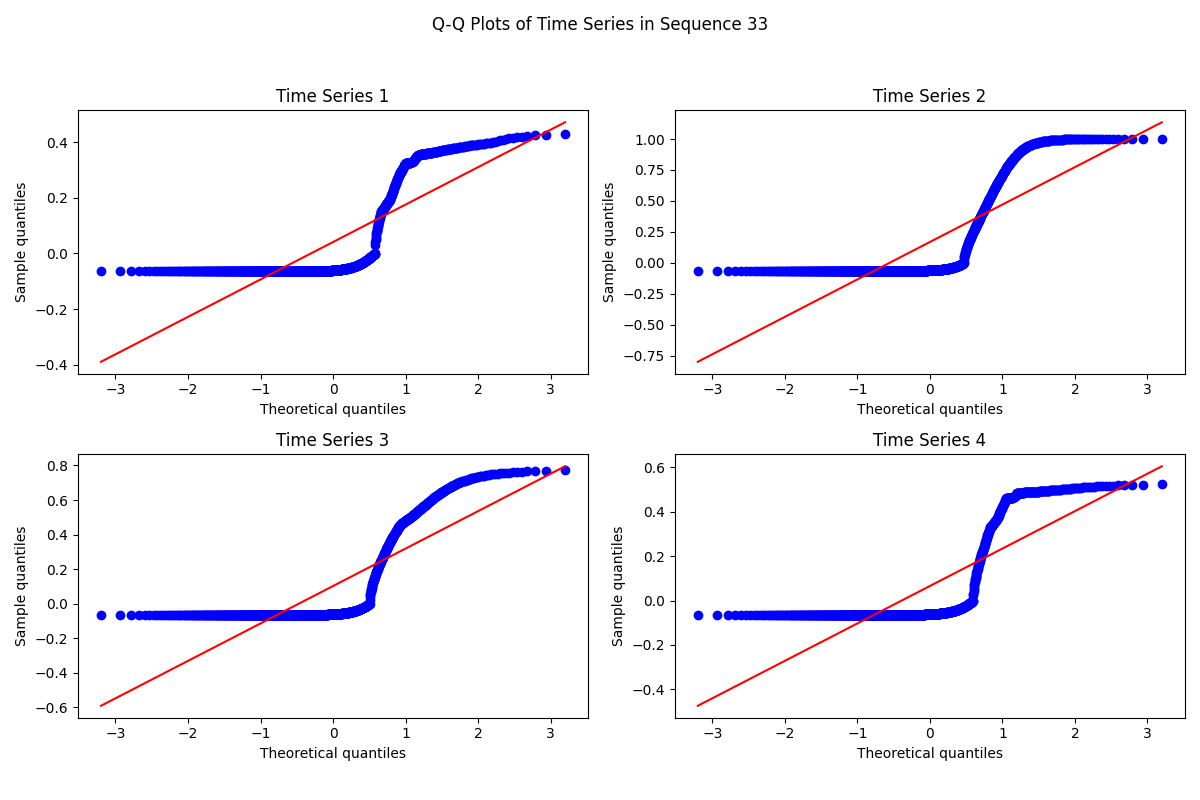 Q-Q Plots of Time Series in Sequence 33
Time Series 1
0.4
0.2
0.0
−0.2
−0.4
Sample quantiles
−3 −2 −1 0 1 2 3
Theoretical quantiles
Time Series 2
1.00
0.75
0.50
0.25
0.00
−0.25
−0.50
−0.75
Sample quantiles
−3 −2 −1 0 1 2 3
Theoretical quantiles
Time Series 3
0.8
0.6
0.4
0.2
0.0
−0.2
−0.4
−0.6
Sample quantiles
−3 −2 −1 0 1 2 3
Theoretical quantiles
Time Series 4
0.6
0.4
0.2
0.0
−0.2
−0.4
Sample quantiles
−3 −2 −1 0 1 2 3
Theoretical quantiles